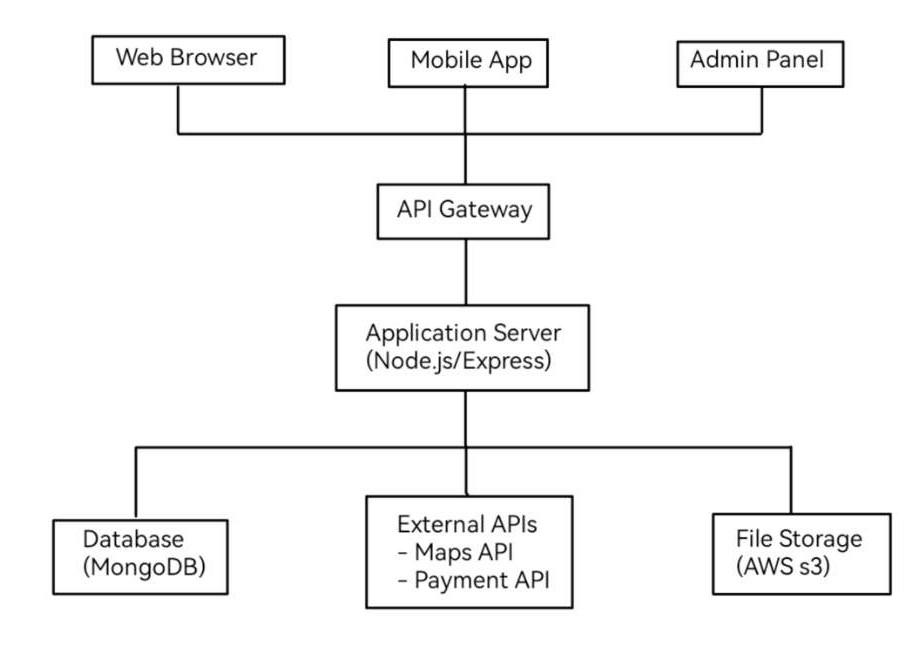 Web Browser
Mobile App
Admin Panel
API Gateway
Application Server
(Node.js/Express)
Database
(MongoDB)
External APIs
- Maps API
- Payment API
File Storage
(AWS s3)